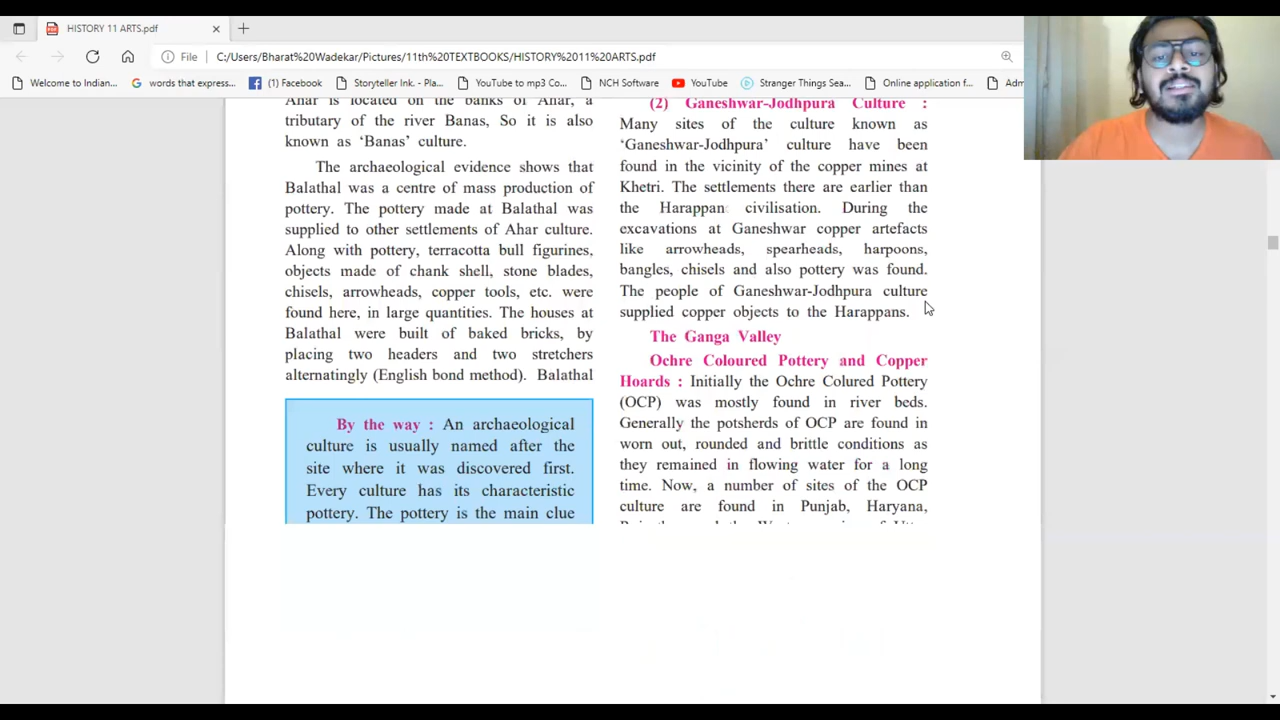 HISTORY 11 ARTS.pdf
File
C:/Users/Bharat%20Wadekar/Pictures/11th%20TEXTBOOKS/HISTORY%2011%20ARTS.pdf
Welcome to Indian...
words that express...
(1) Facebook
Storyteller Ink. - Pla...
YouTube to mp3 Co...
NCH Software
YouTube
Stranger Things Sea...
Online application f...
Adm
Ahar is located on the banks of Ahar, a
tributary of the river Banas, So it is also
known as ‘Banas’ culture.
The archaeological evidence shows that
Balathal was a centre of mass production of
pottery. The pottery made at Balathal was
supplied to other settlements of Ahar culture.
Along with pottery, terracotta bull figurines,
objects made of chank shell, stone blades,
chisels, arrowheads, copper tools, etc. were
found here, in large quantities. The houses at
Balathal were built of baked bricks, by
placing two headers and two stretchers
alternatingly (English bond method). Balathal
By the way : An archaeological
culture is usually named after the
site where it was discovered first.
Every culture has its characteristic
pottery. The pottery is the main clue
(2) Ganeshwar-Jodhpura Culture :
Many sites of the culture known as
‘Ganeshwar-Jodhpura’ culture have been
found in the vicinity of the copper mines at
Khetri. The settlements there are earlier than
the Harappan civilisation. During the
excavations at Ganeshwar copper artefacts
like arrowheads, spearheads, harpoons,
bangles, chisels and also pottery was found.
The people of Ganeshwar-Jodhpura culture
supplied copper objects to the Harappans.
The Ganga Valley
Ochre Coloured Pottery and Copper
Hoards : Initially the Ochre Colured Pottery
(OCP) was mostly found in river beds.
Generally the potsherds of OCP are found in
worn out, rounded and brittle conditions as
they remained in flowing water for a long
time. Now, a number of sites of the OCP
culture are found in Punjab, Haryana,